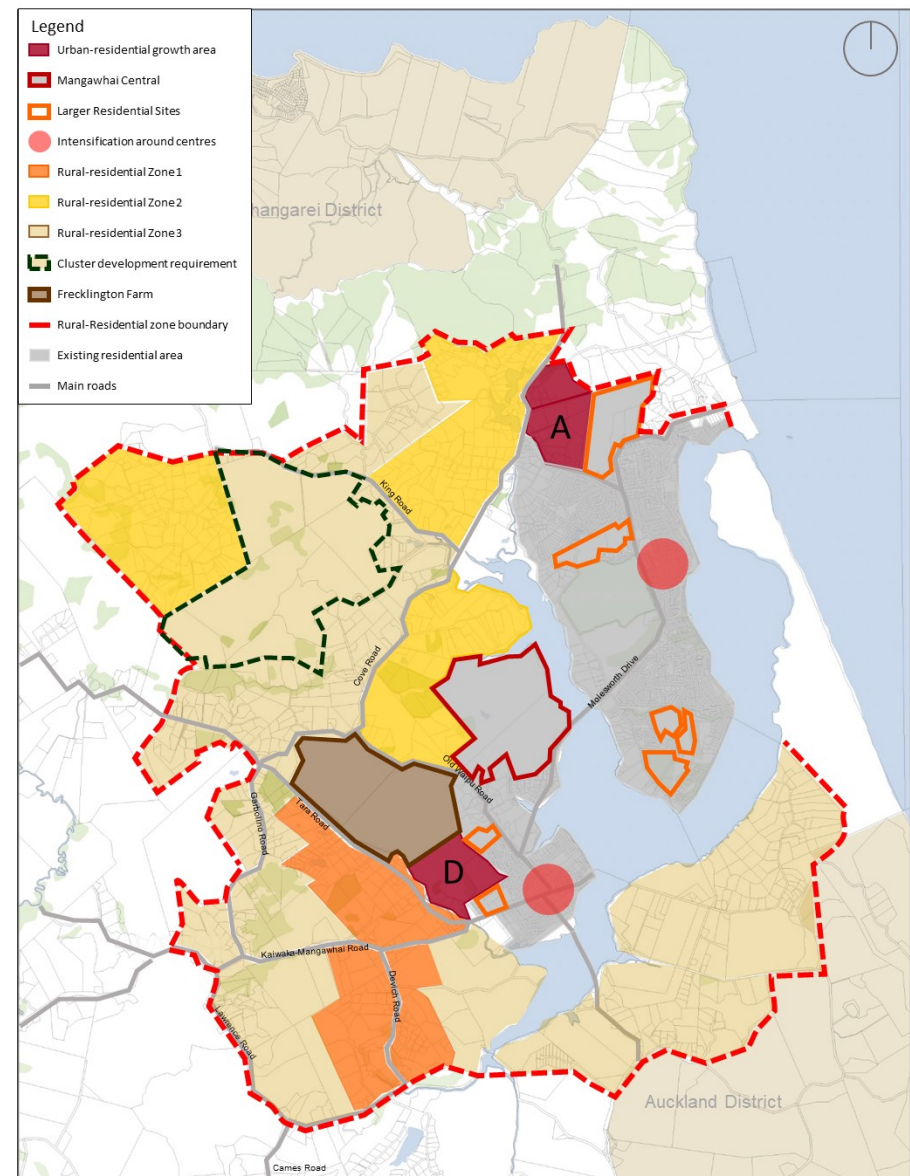 Legend
Urban-residential growth area
Mangawhai Central
Larger Residential Sites
Intensification around centres
Rural-residential Zone 1
Rural-residential Zone 2
Rural-residential Zone 3
Cluster development requirement
Frecklington Farm
Rural-Residential zone boundary
Existing residential area
Main roads
hangarei District
A
King Road
Cove Road
Molesworth Drive
Old Waipu Road
Tara Road
Garbolino Road
D
Kaiwaka-Mangawhai Road
Devich Road
Lawrence Road
Auckland District
Cames Road